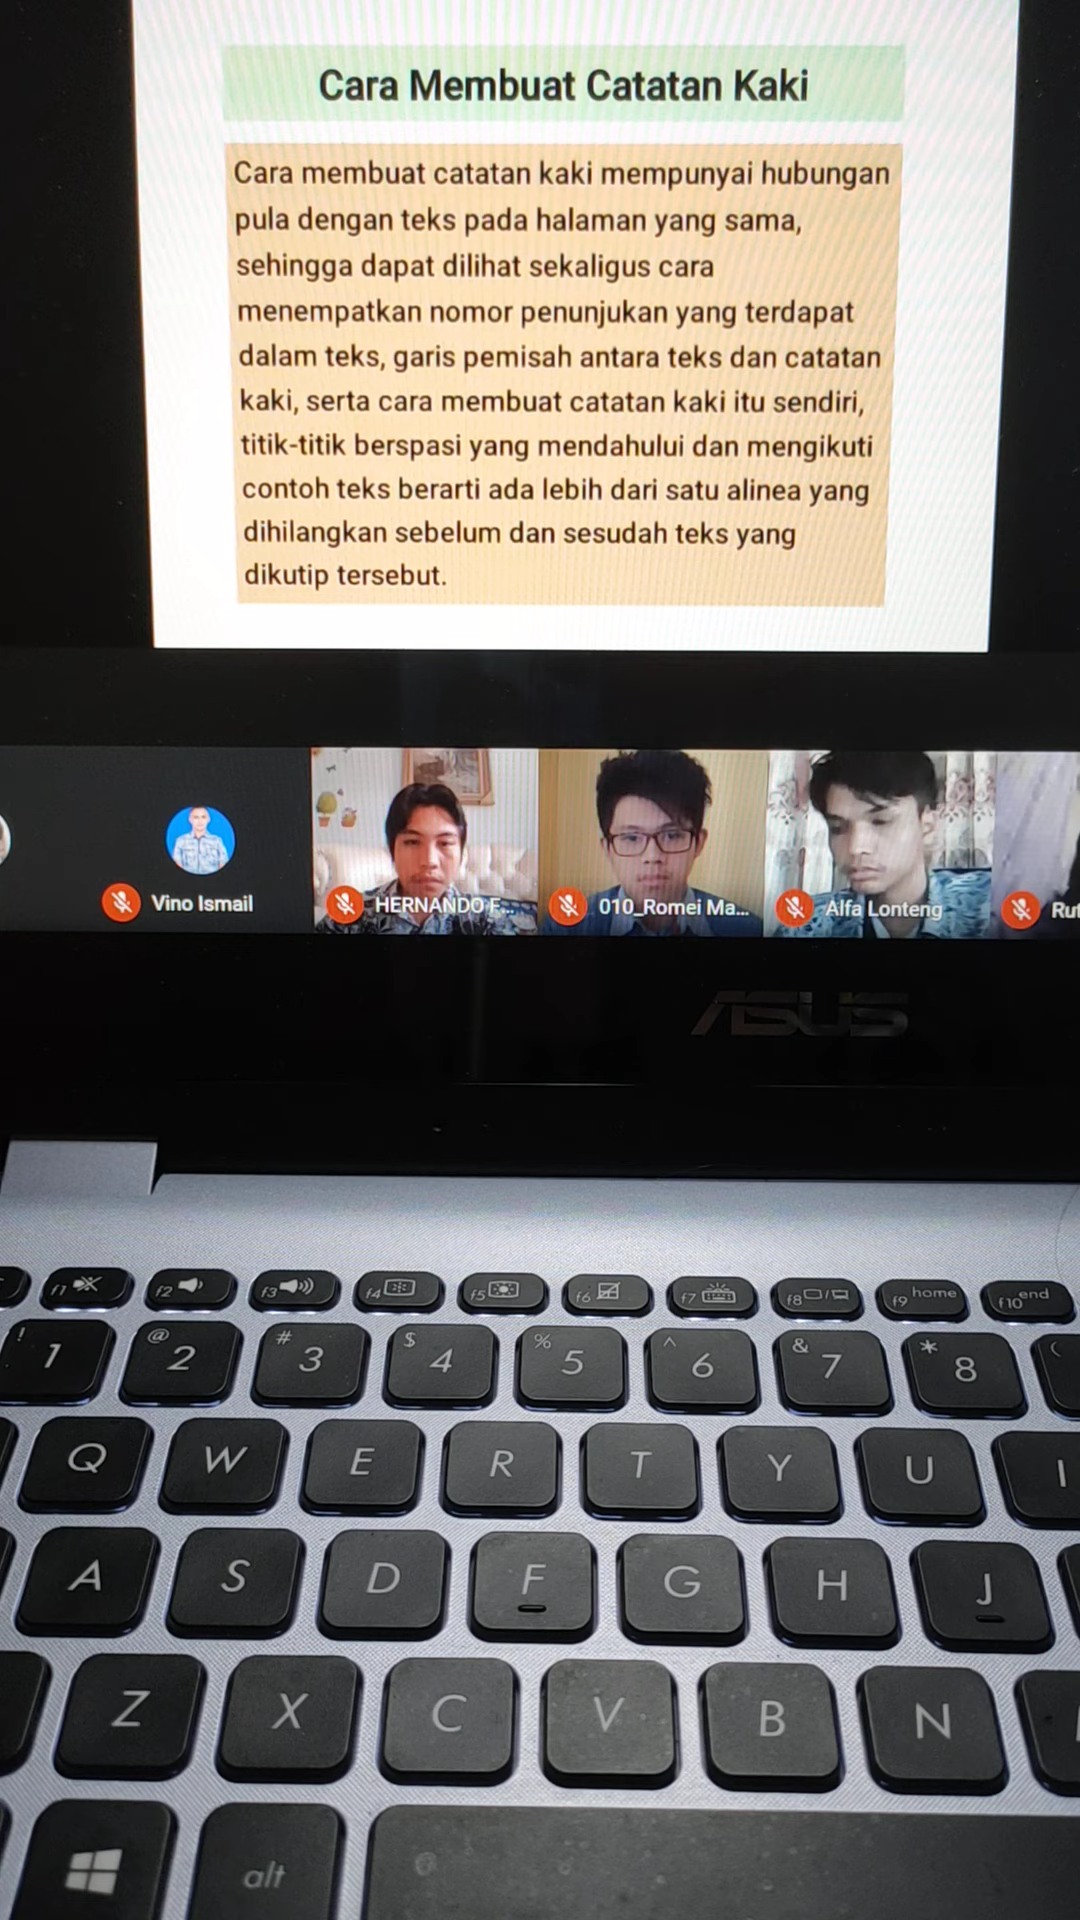 Cara Membuat Catatan Kaki
Cara membuat catatan kaki mempunyai hubungan
pula dengan teks pada halaman yang sama,
sehingga dapat dilihat sekaligus cara
menempatkan nomor penunjukan yang terdapat
dalam teks, garis pemisah antara teks dan catatan
kaki, serta cara membuat catatan kaki itu sendiri,
titik-titik berspasi yang mendahului dan mengikuti
contoh teks berarti ada lebih dari satu alinea yang
dihilangkan sebelum dan sesudah teks yang
dikutip tersebut.
Vino Ismail
HERNANDO F...
010_Romei Ma...
Alfa Lonteng
ASUS
f1 f2 f3 f4 f5 f6 f7 f8 f9 home f10 end
! 1 @ 2 # 3 $ 4 % 5 ^ 6 & 7 * 8 (
Q W E R T Y U I
A S D F G H J
Z X C V B N
alt